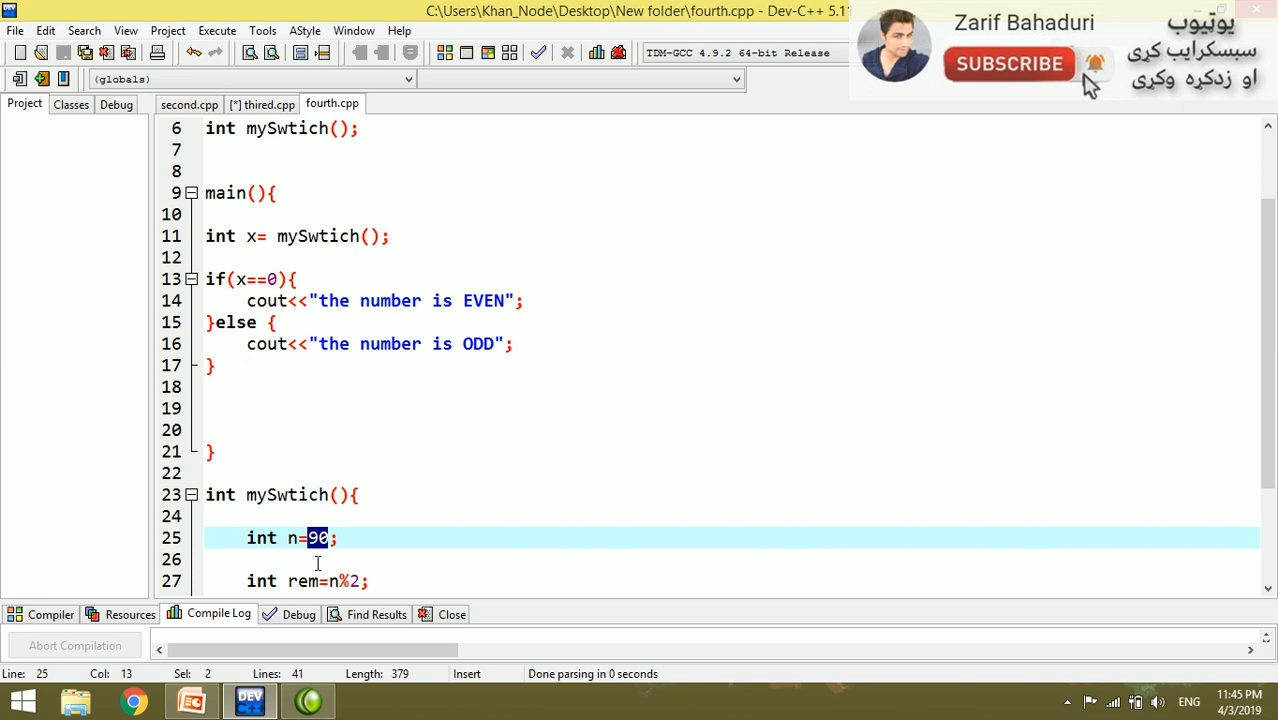 C:\Users\Khan_Node\Desktop\New folder\fourth.cpp - Dev-C++ 5.11
Zarif Bahaduri
SUBSCRIBE
یوټیوب
سبسکرایب کړی
او زدکړه وکړی
File Edit Search View Project Execute Tools AStyle Window Help
TDM-GCC 4.9.2 64-bit Release
(globals)
Project Classes Debug
second.cpp [*] thired.cpp fourth.cpp
6 int mySwtich();
7
8
9 main(){
10
11 int x= mySwtich();
12
13 if(x==0){
14 cout<<"the number is EVEN";
15 }else {
16 cout<<"the number is ODD";
17 }
18
19
20
21 }
22
23 int mySwtich(){
24
25 int n=90;
26
27 int rem=n%2;
Compiler Resources Compile Log Debug Find Results Close
Abort Compilation
Line: 25 Col: 13 Sel: 2 Lines: 41 Length: 379 Insert Done parsing in 0 seconds
DEV
ENG
11:45 PM
4/3/2019